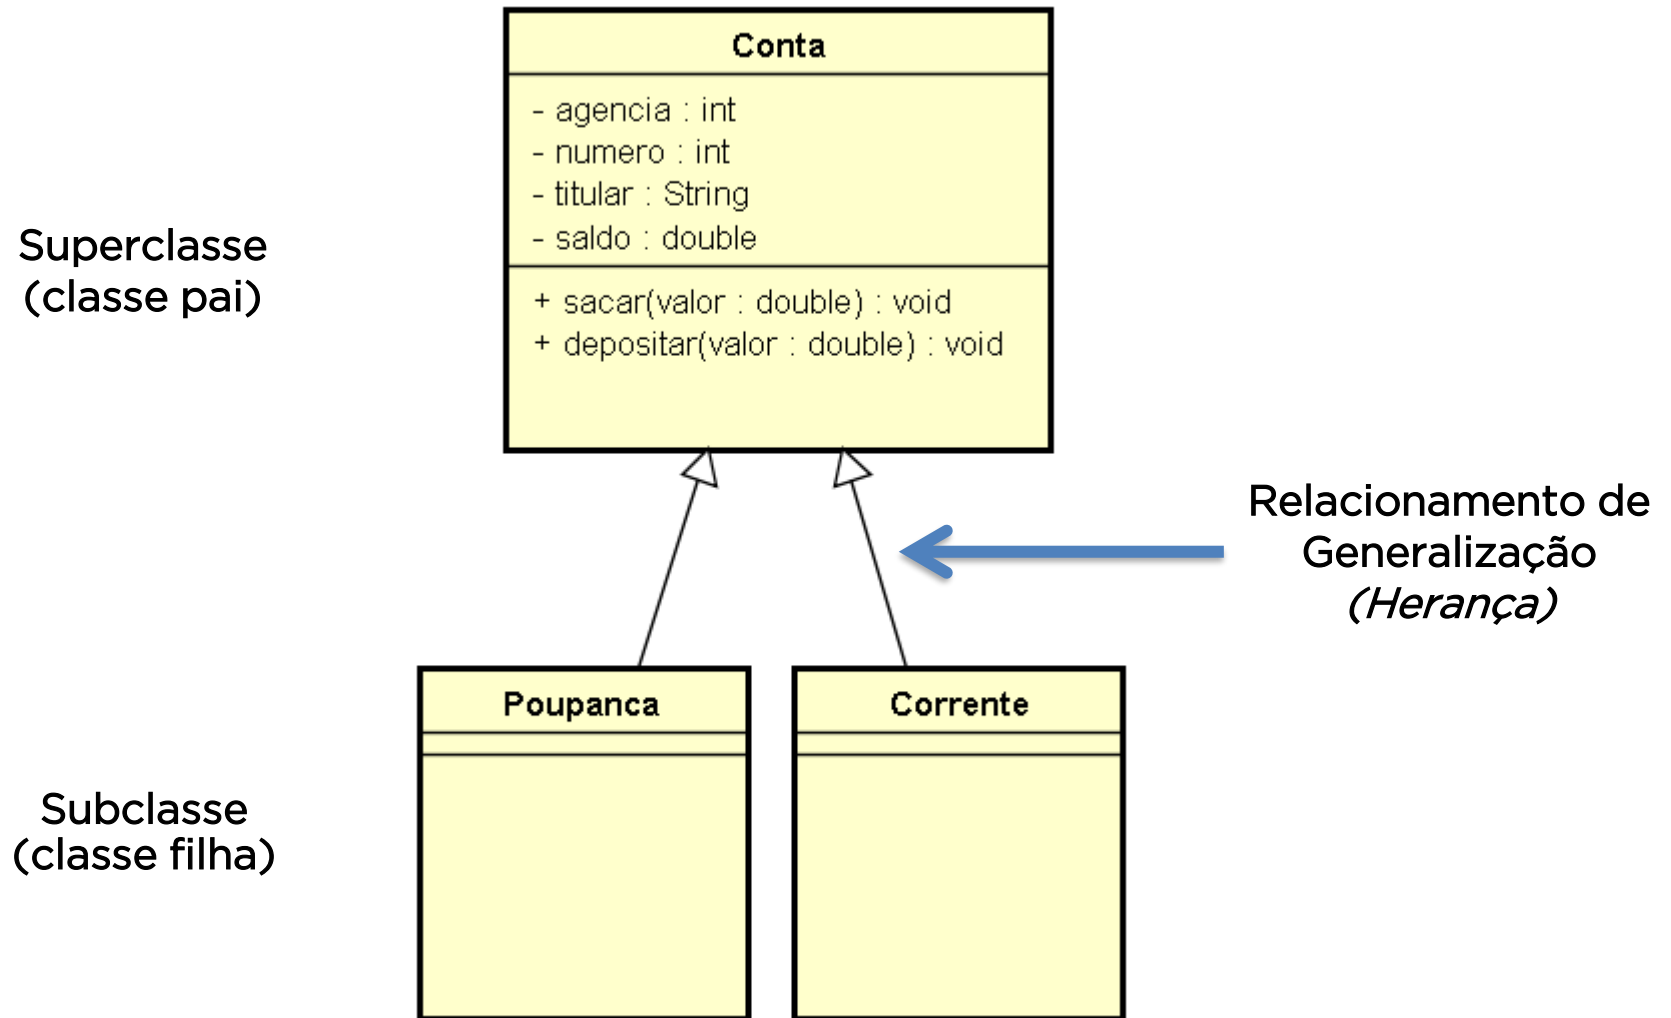 Conta
- agencia : int
- numero : int
- titular : String
- saldo : double
+ sacar(valor : double) : void
+ depositar(valor : double) : void
Superclasse
(classe pai)
Relacionamento de
Generalização
(Herança)
Poupanca
Corrente
Subclasse
(classe filha)